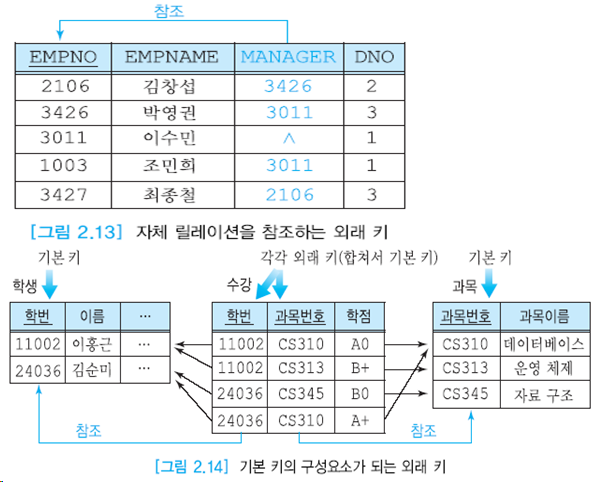 참조
EMPNO EMPNAME MANAGER DNO
2106 김창섭 3426 2
3426 박영권 3011 3
3011 이수민 ∧ 1
1003 조민희 3011 1
3427 최종철 2106 3
[그림 2.13] 자체 릴레이션을 참조하는 외래 키
기본 키 각각 외래 키(합쳐서 기본 키) 기본 키
학생 수강 과목
학번 이름 … 학번 과목번호 학점 과목번호 과목이름
11002 이홍근 … 11002 CS310 A0 CS310 데이터베이스
24036 김순미 … 11002 CS313 B+ CS313 운영 체제
24036 CS345 B0 CS345 자료 구조
24036 CS310 A+
참조 참조
[그림 2.14] 기본 키의 구성요소가 되는 외래 키